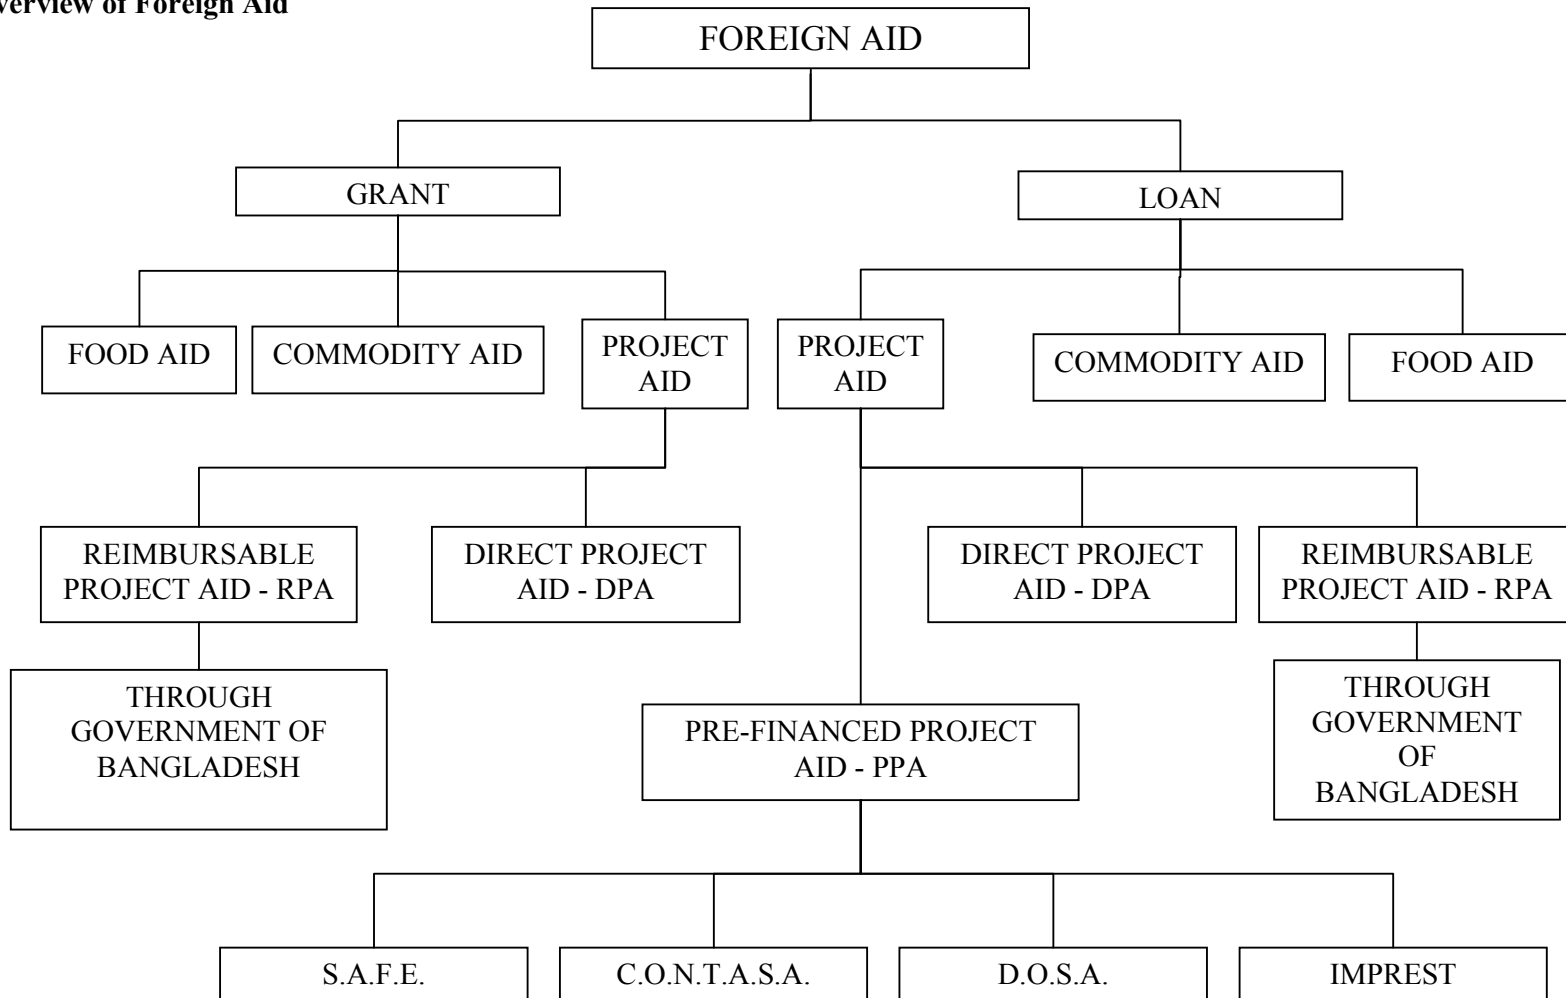 verview of Foreign Aid
FOREIGN AID
GRANT
LOAN
FOOD AID
COMMODITY AID
PROJECT
AID
PROJECT
AID
COMMODITY AID
FOOD AID
REIMBURSABLE
PROJECT AID - RPA
DIRECT PROJECT
AID - DPA
DIRECT PROJECT
AID - DPA
REIMBURSABLE
PROJECT AID - RPA
THROUGH
GOVERNMENT OF
BANGLADESH
PRE-FINANCED PROJECT
AID - PPA
THROUGH
GOVERNMENT
OF
BANGLADESH
S.A.F.E.
C.O.N.T.A.S.A.
D.O.S.A.
IMPREST